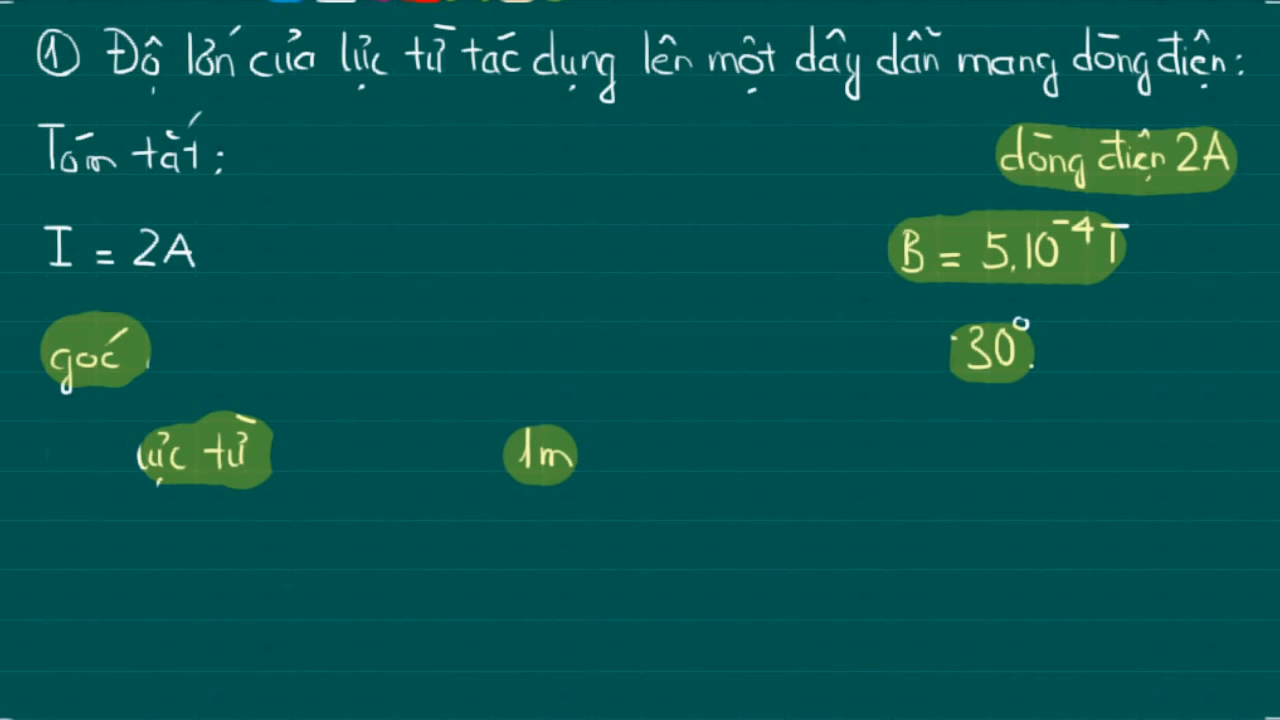 ① Độ lớn của lực từ tác dụng lên một dây dẫn mang dòng điện:
Tóm tắt:
dòng điện 2A
I = 2A
B = 5.10⁻⁴ T
góc
30°
lực từ
1m